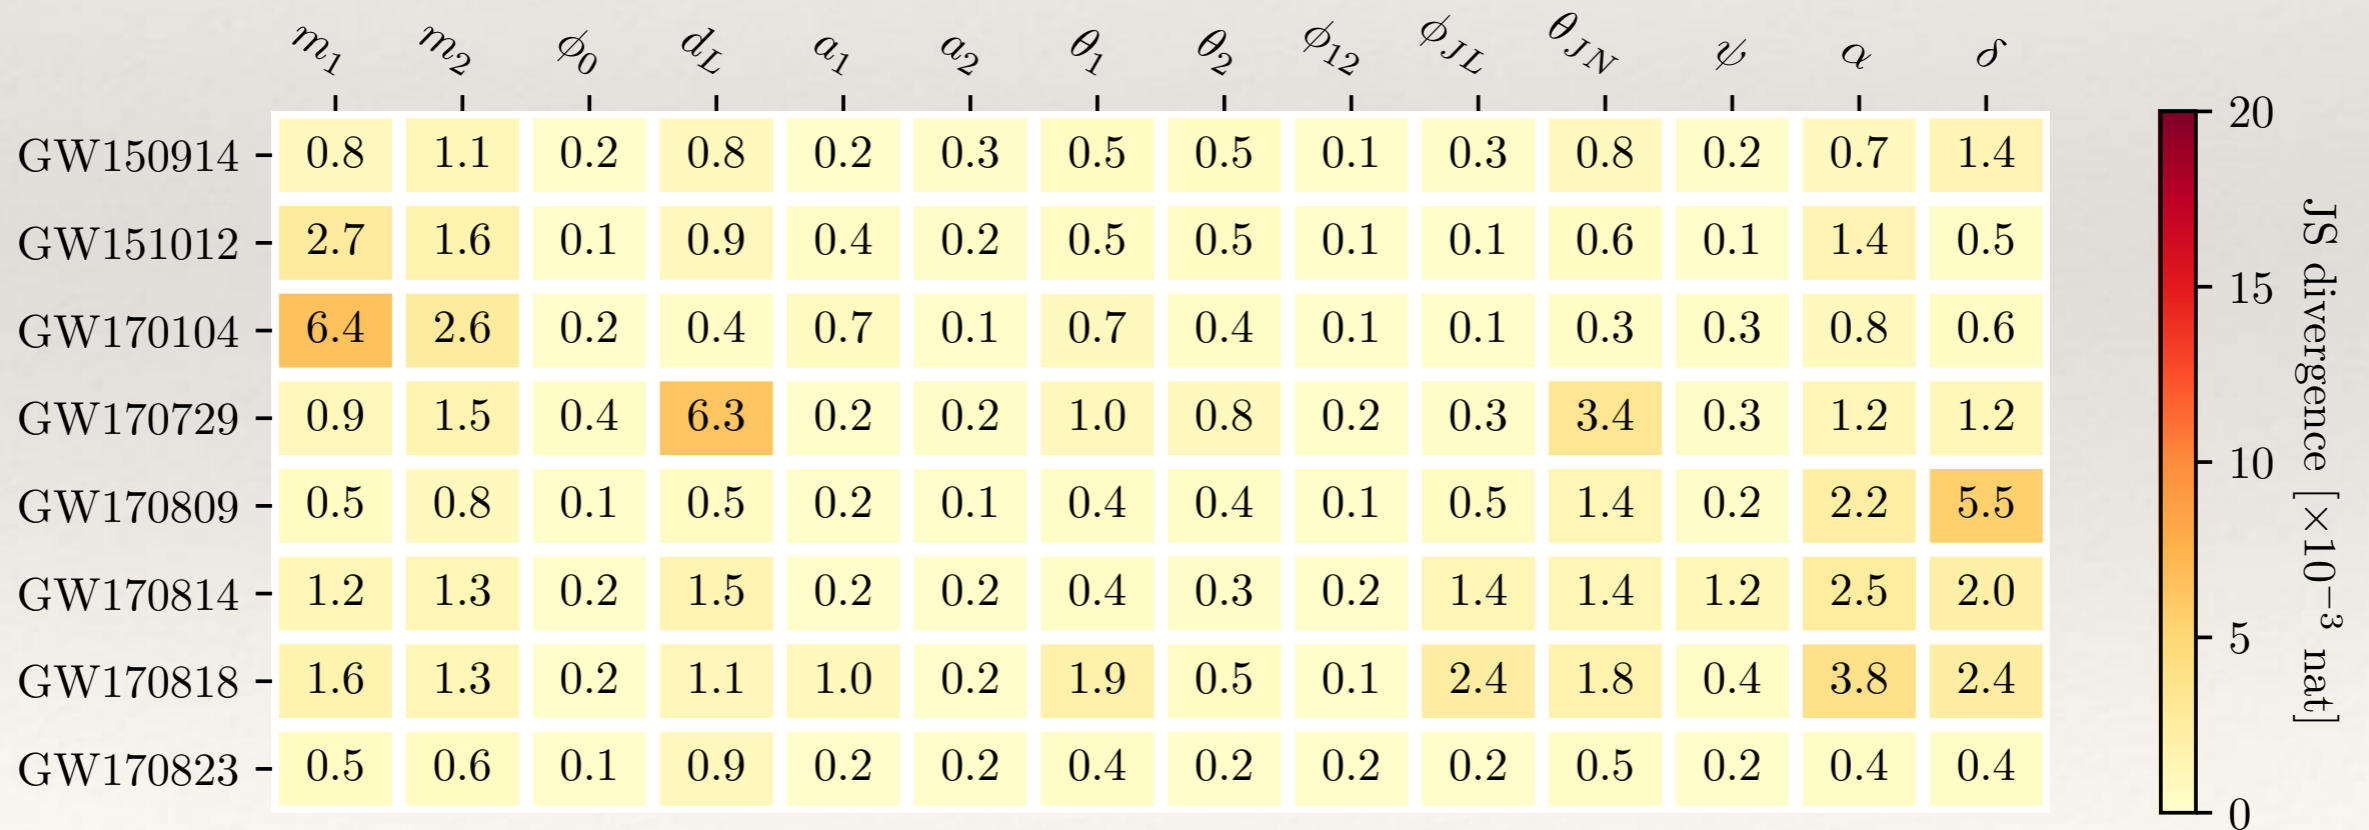 m₁ m₂ ϕ₀ d_L a₁ a₂ θ₁ θ₂ ϕ₁₂ ϕ_JL θ_JN ψ α δ
GW150914 0.8 1.1 0.2 0.8 0.2 0.3 0.5 0.5 0.1 0.3 0.8 0.2 0.7 1.4
GW151012 2.7 1.6 0.1 0.9 0.4 0.2 0.5 0.5 0.1 0.1 0.6 0.1 1.4 0.5
GW170104 6.4 2.6 0.2 0.4 0.7 0.1 0.7 0.4 0.1 0.1 0.3 0.3 0.8 0.6
GW170729 0.9 1.5 0.4 6.3 0.2 0.2 1.0 0.8 0.2 0.3 3.4 0.3 1.2 1.2
GW170809 0.5 0.8 0.1 0.5 0.2 0.1 0.4 0.4 0.1 0.5 1.4 0.2 2.2 5.5
GW170814 1.2 1.3 0.2 1.5 0.2 0.2 0.4 0.3 0.2 1.4 1.4 1.2 2.5 2.0
GW170818 1.6 1.3 0.2 1.1 1.0 0.2 1.9 0.5 0.1 2.4 1.8 0.4 3.8 2.4
GW170823 0.5 0.6 0.1 0.9 0.2 0.2 0.4 0.2 0.2 0.2 0.5 0.2 0.4 0.4
20
15
10
5
0
JS divergence [×10⁻³ nat]